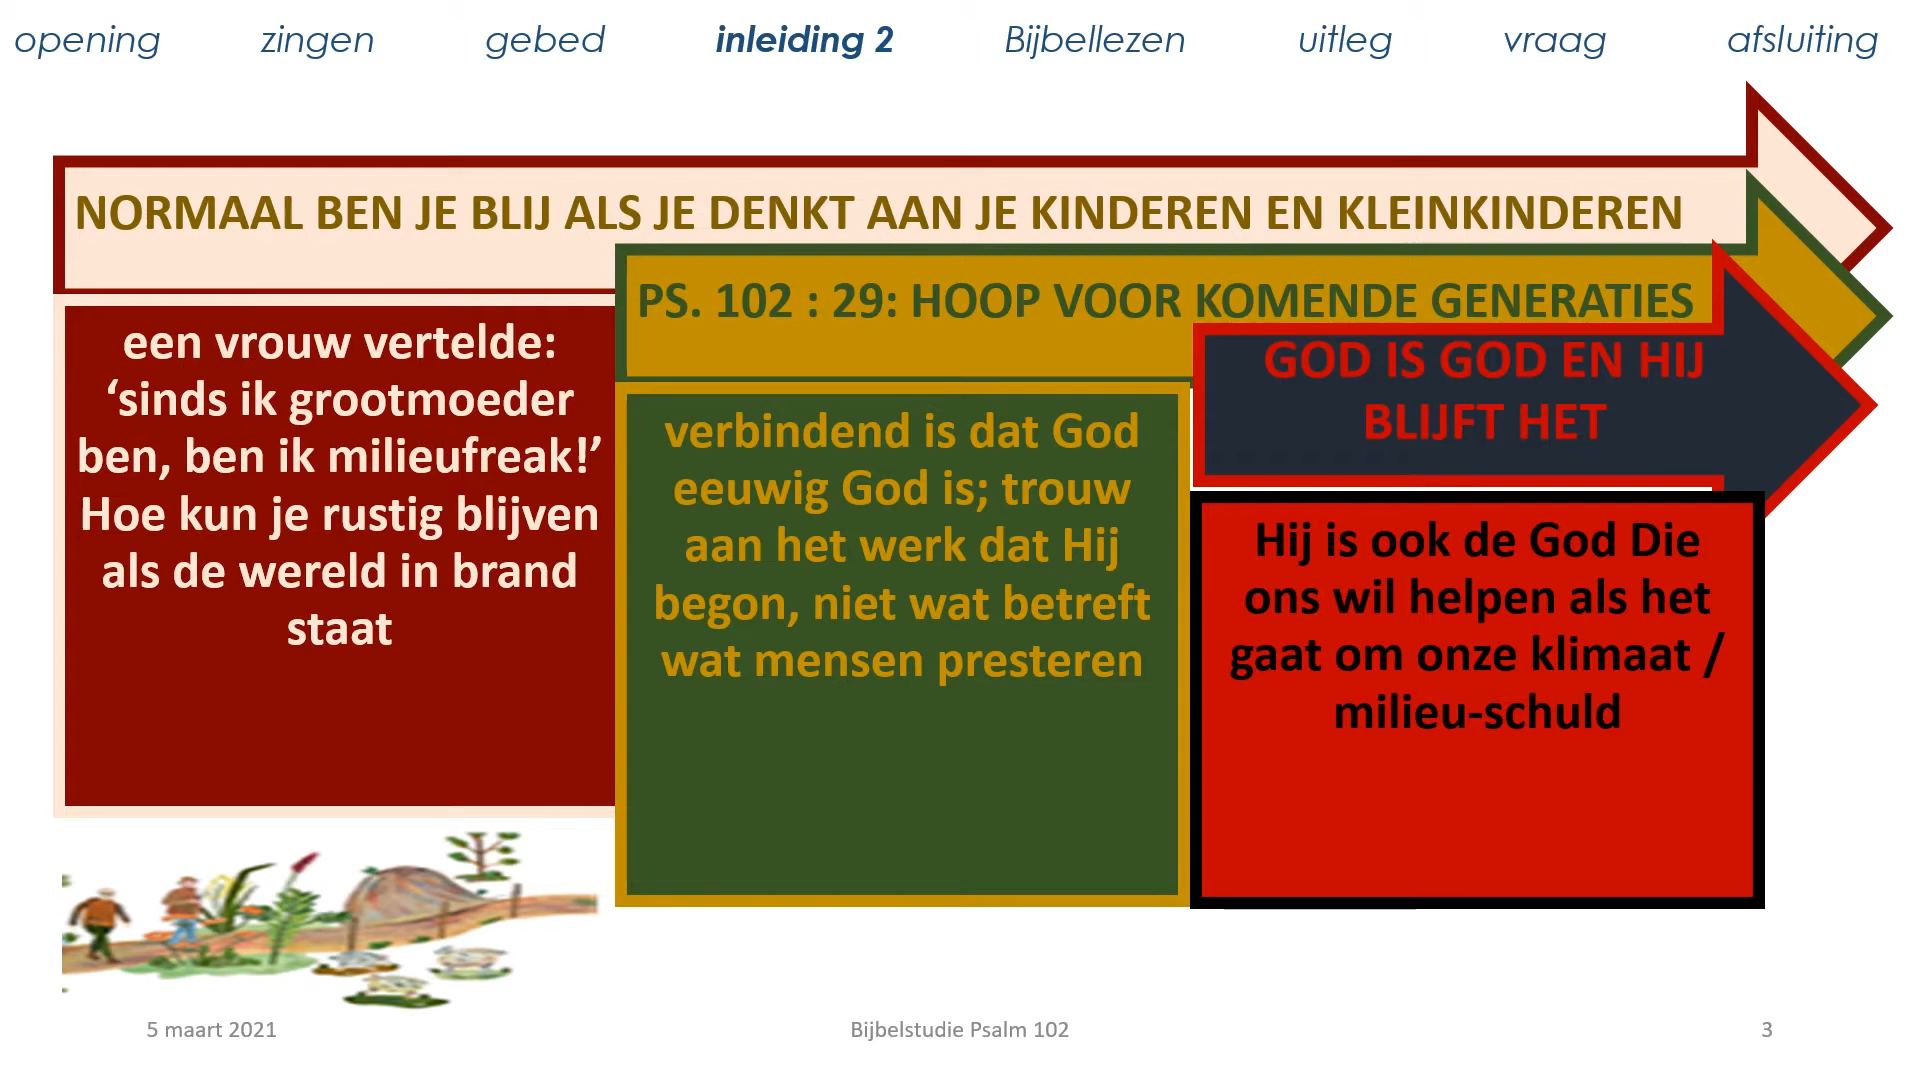 opening zingen gebed inleiding 2 Bijbellezen uitleg vraag afsluiting
NORMAAL BEN JE BLIJ ALS JE DENKT AAN JE KINDEREN EN KLEINKINDEREN
een vrouw vertelde:
‘sinds ik grootmoeder
ben, ben ik milieufreak!’
Hoe kun je rustig blijven
als de wereld in brand
staat
PS. 102 : 29: HOOP VOOR KOMENDE GENERATIES
verbindend is dat God
eeuwig God is; trouw
aan het werk dat Hij
begon, niet wat betreft
wat mensen presteren
GOD IS GOD EN HIJ
BLIJFT HET
Hij is ook de God Die
ons wil helpen als het
gaat om onze klimaat /
milieu-schuld
5 maart 2021
Bijbelstudie Psalm 102
3